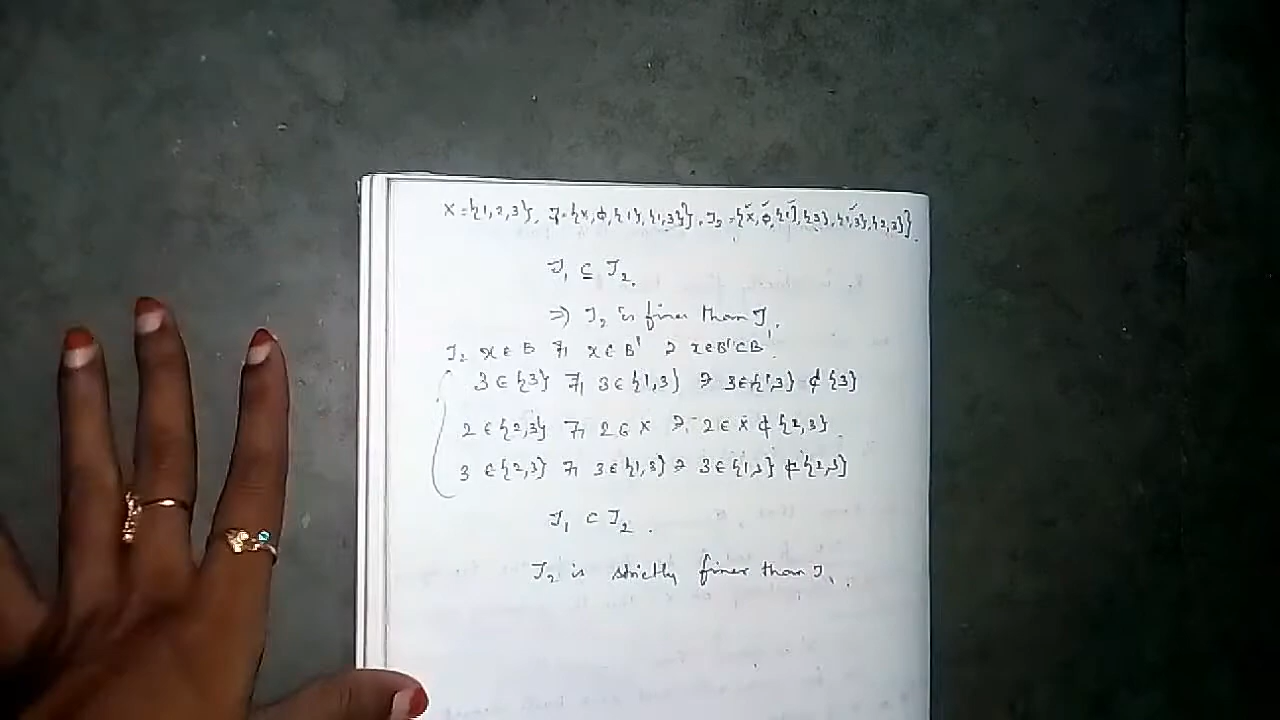 X = {1,2,3}, J₁ = {X, ϕ, {1}, {1,3}}, J₂ = {X, ϕ, {1}, {3}, {1,3}, {2,3}}.
J₁ ⊆ J₂.
⇒) J₂ is finer than J₁.
J₂ x ∈ B J₁ x ∈ B' ∋ x ∈ B' ⊂ B.
3 ∈ {3} J₁ 3 ∈ {1,3} ∋ 3 ∈ {1,3} ⊄ {3}
2 ∈ {2,3} J₁ 2 ∈ X ∋ 2 ∈ X ⊄ {2,3}.
3 ∈ {2,3} J₁ 3 ∈ {1,3} ∋ 3 ∈ {1,3} ⊄ {2,3}
J₁ ⊂ J₂.
J₂ is strictly finer than J₁.